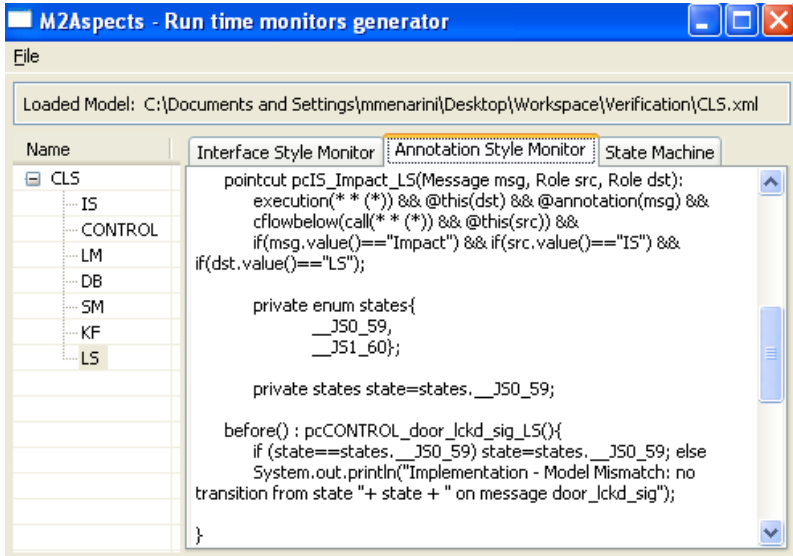 M2Aspects - Run time monitors generator
File
Loaded Model: C:\Documents and Settings\mmenarini\Desktop\Workspace\Verification\CLS.xml
Name
CLS
IS
CONTROL
LM
DB
SM
KF
LS
Interface Style Monitor Annotation Style Monitor State Machine
pointcut pcIS_Impact_LS(Message msg, Role src, Role dst):
execution(* * (*)) && @this(dst) && @annotation(msg) &&
cflowbelow(call(* * (*)) && @this(src)) &&
if(msg.value()=="Impact") && if(src.value()=="IS") &&
if(dst.value()=="LS");
private enum states{
__JS0_59,
__JS1_60};
private states state=states.__JS0_59;
before() : pcCONTROL_door_lckd_sig_LS(){
if (state==states.__JS0_59) state=states.__JS0_59; else
System.out.println("Implementation - Model Mismatch: no
transition from state "+ state + " on message door_lckd_sig");
}